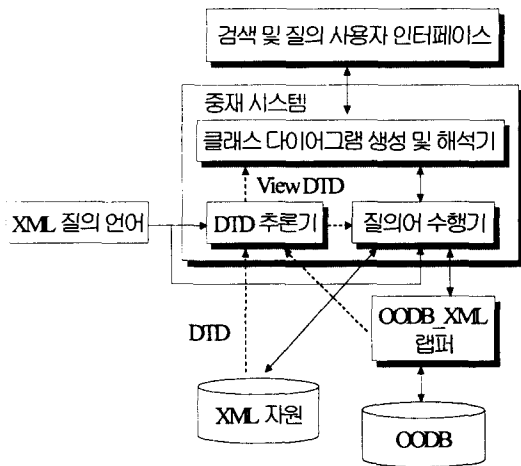 검색 및 질의 사용자 인터페이스
중재 시스템
클래스 다이어그램 생성 및 해석기
View DTD
XML 질의 언어
DTD 추론기
질의어 수행기
DTD
OODB_XML
랩퍼
XML 자원
OODB